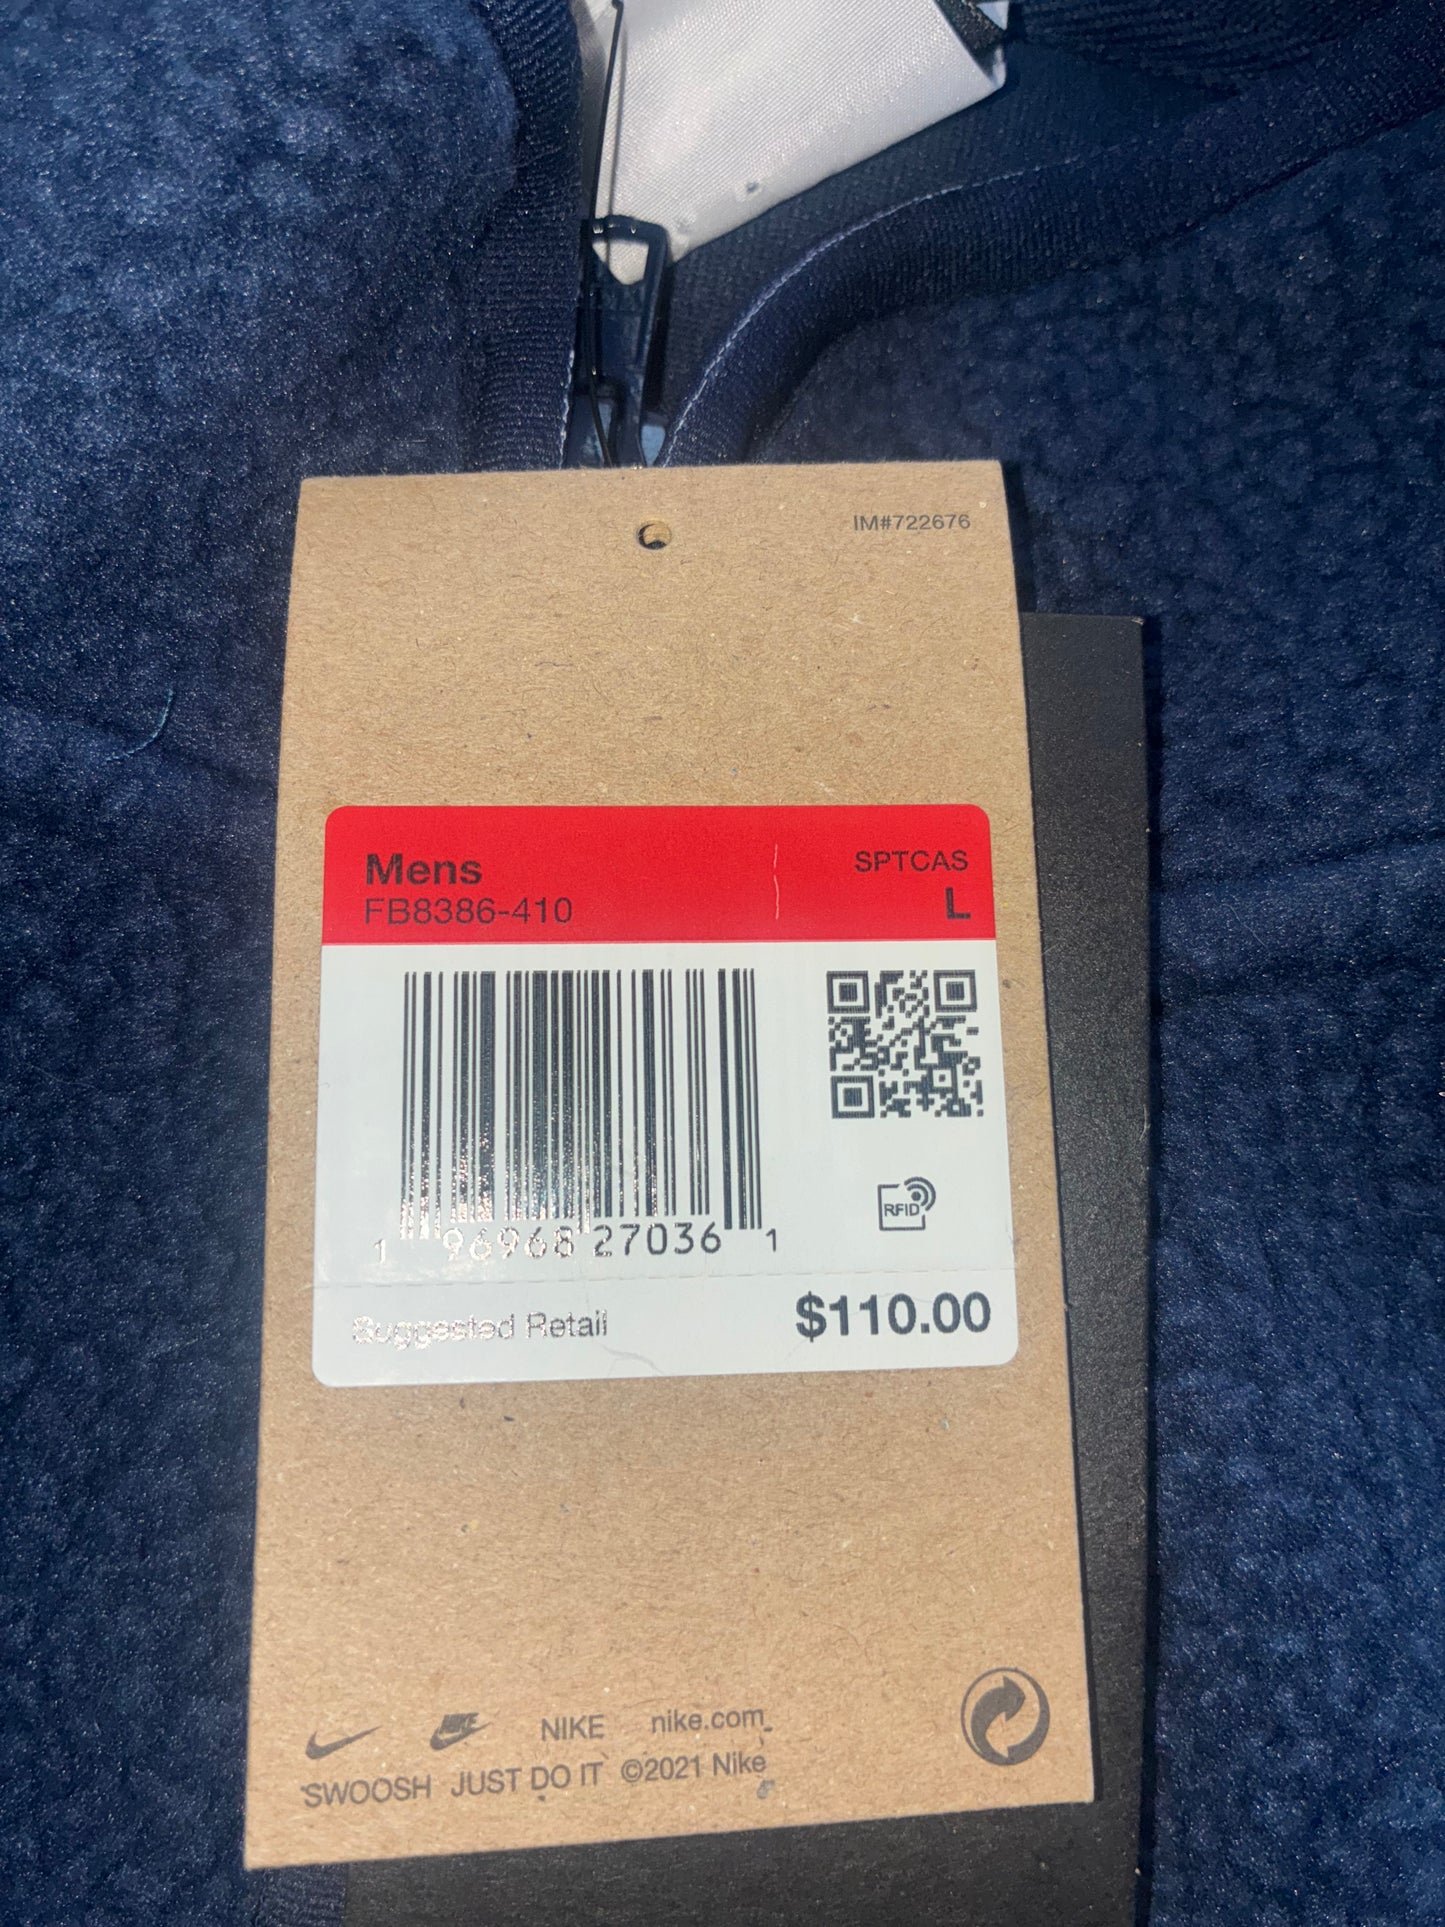 IM#722676
Mens SPTCAS
FB8386-410 L
RFID
1 96968 27036 1
Suggested Retail $110.00
NIKE NIKE nike.com
SWOOSH JUST DO IT ©2021 Nike